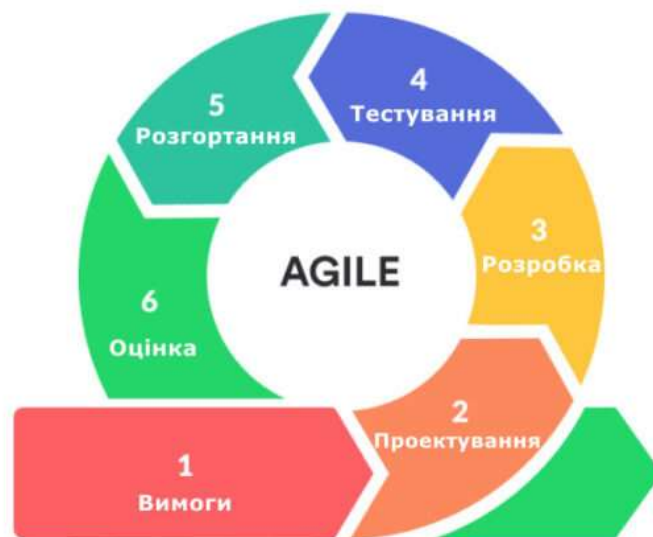 4
Тестування
5
Розгортання
3
Розробка
AGILE
6
Оцінка
2
Проектування
1
Вимоги